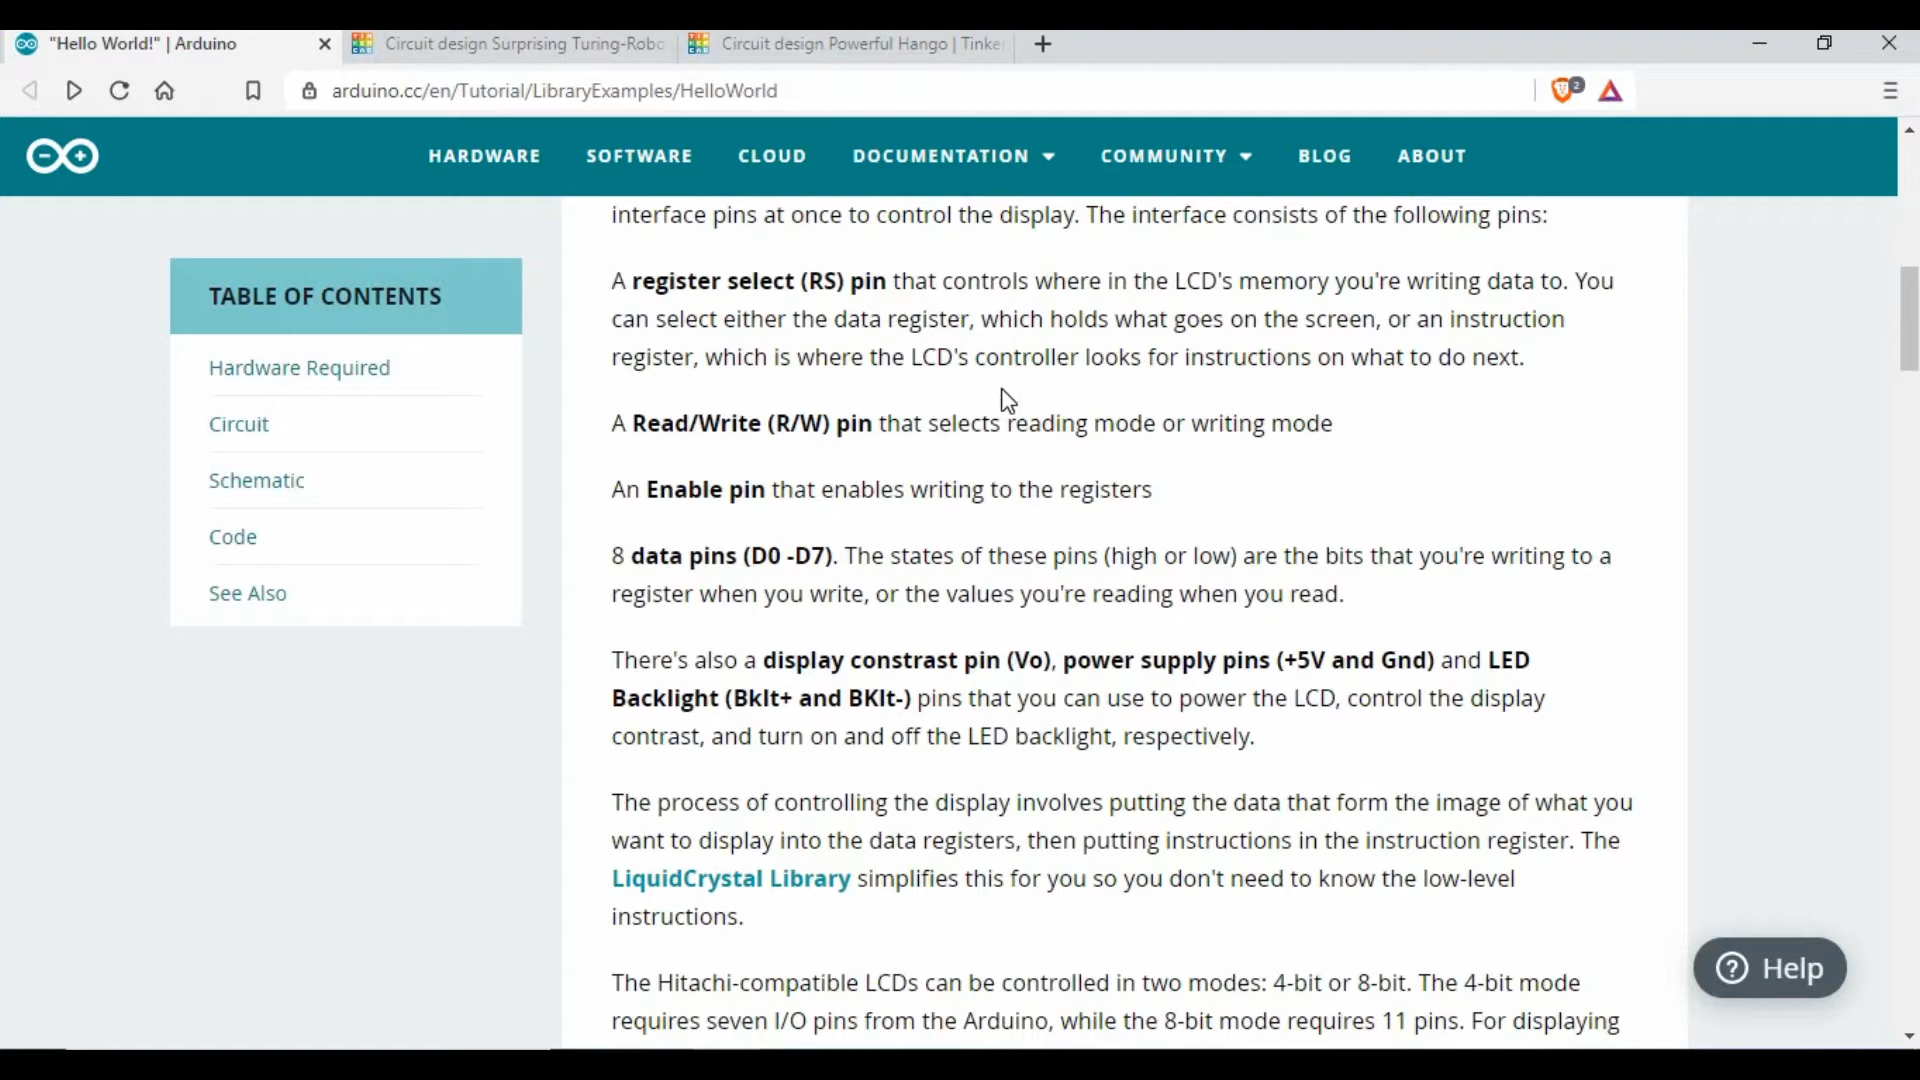 "Hello World!" | Arduino
Circuit design Surprising Turing-Robo
Circuit design Powerful Hango | Tinke
arduino.cc/en/Tutorial/LibraryExamples/HelloWorld
2
HARDWARE SOFTWARE CLOUD DOCUMENTATION COMMUNITY BLOG ABOUT
TABLE OF CONTENTS
Hardware Required
Circuit
Schematic
Code
See Also
interface pins at once to control the display. The interface consists of the following pins:
A register select (RS) pin that controls where in the LCD's memory you're writing data to. You
can select either the data register, which holds what goes on the screen, or an instruction
register, which is where the LCD's controller looks for instructions on what to do next.
A Read/Write (R/W) pin that selects reading mode or writing mode
An Enable pin that enables writing to the registers
8 data pins (D0 -D7). The states of these pins (high or low) are the bits that you're writing to a
register when you write, or the values you're reading when you read.
There's also a display constrast pin (Vo), power supply pins (+5V and Gnd) and LED
Backlight (Bklt+ and BKlt-) pins that you can use to power the LCD, control the display
contrast, and turn on and off the LED backlight, respectively.
The process of controlling the display involves putting the data that form the image of what you
want to display into the data registers, then putting instructions in the instruction register. The
LiquidCrystal Library simplifies this for you so you don't need to know the low-level
instructions.
The Hitachi-compatible LCDs can be controlled in two modes: 4-bit or 8-bit. The 4-bit mode
requires seven I/O pins from the Arduino, while the 8-bit mode requires 11 pins. For displaying
Help